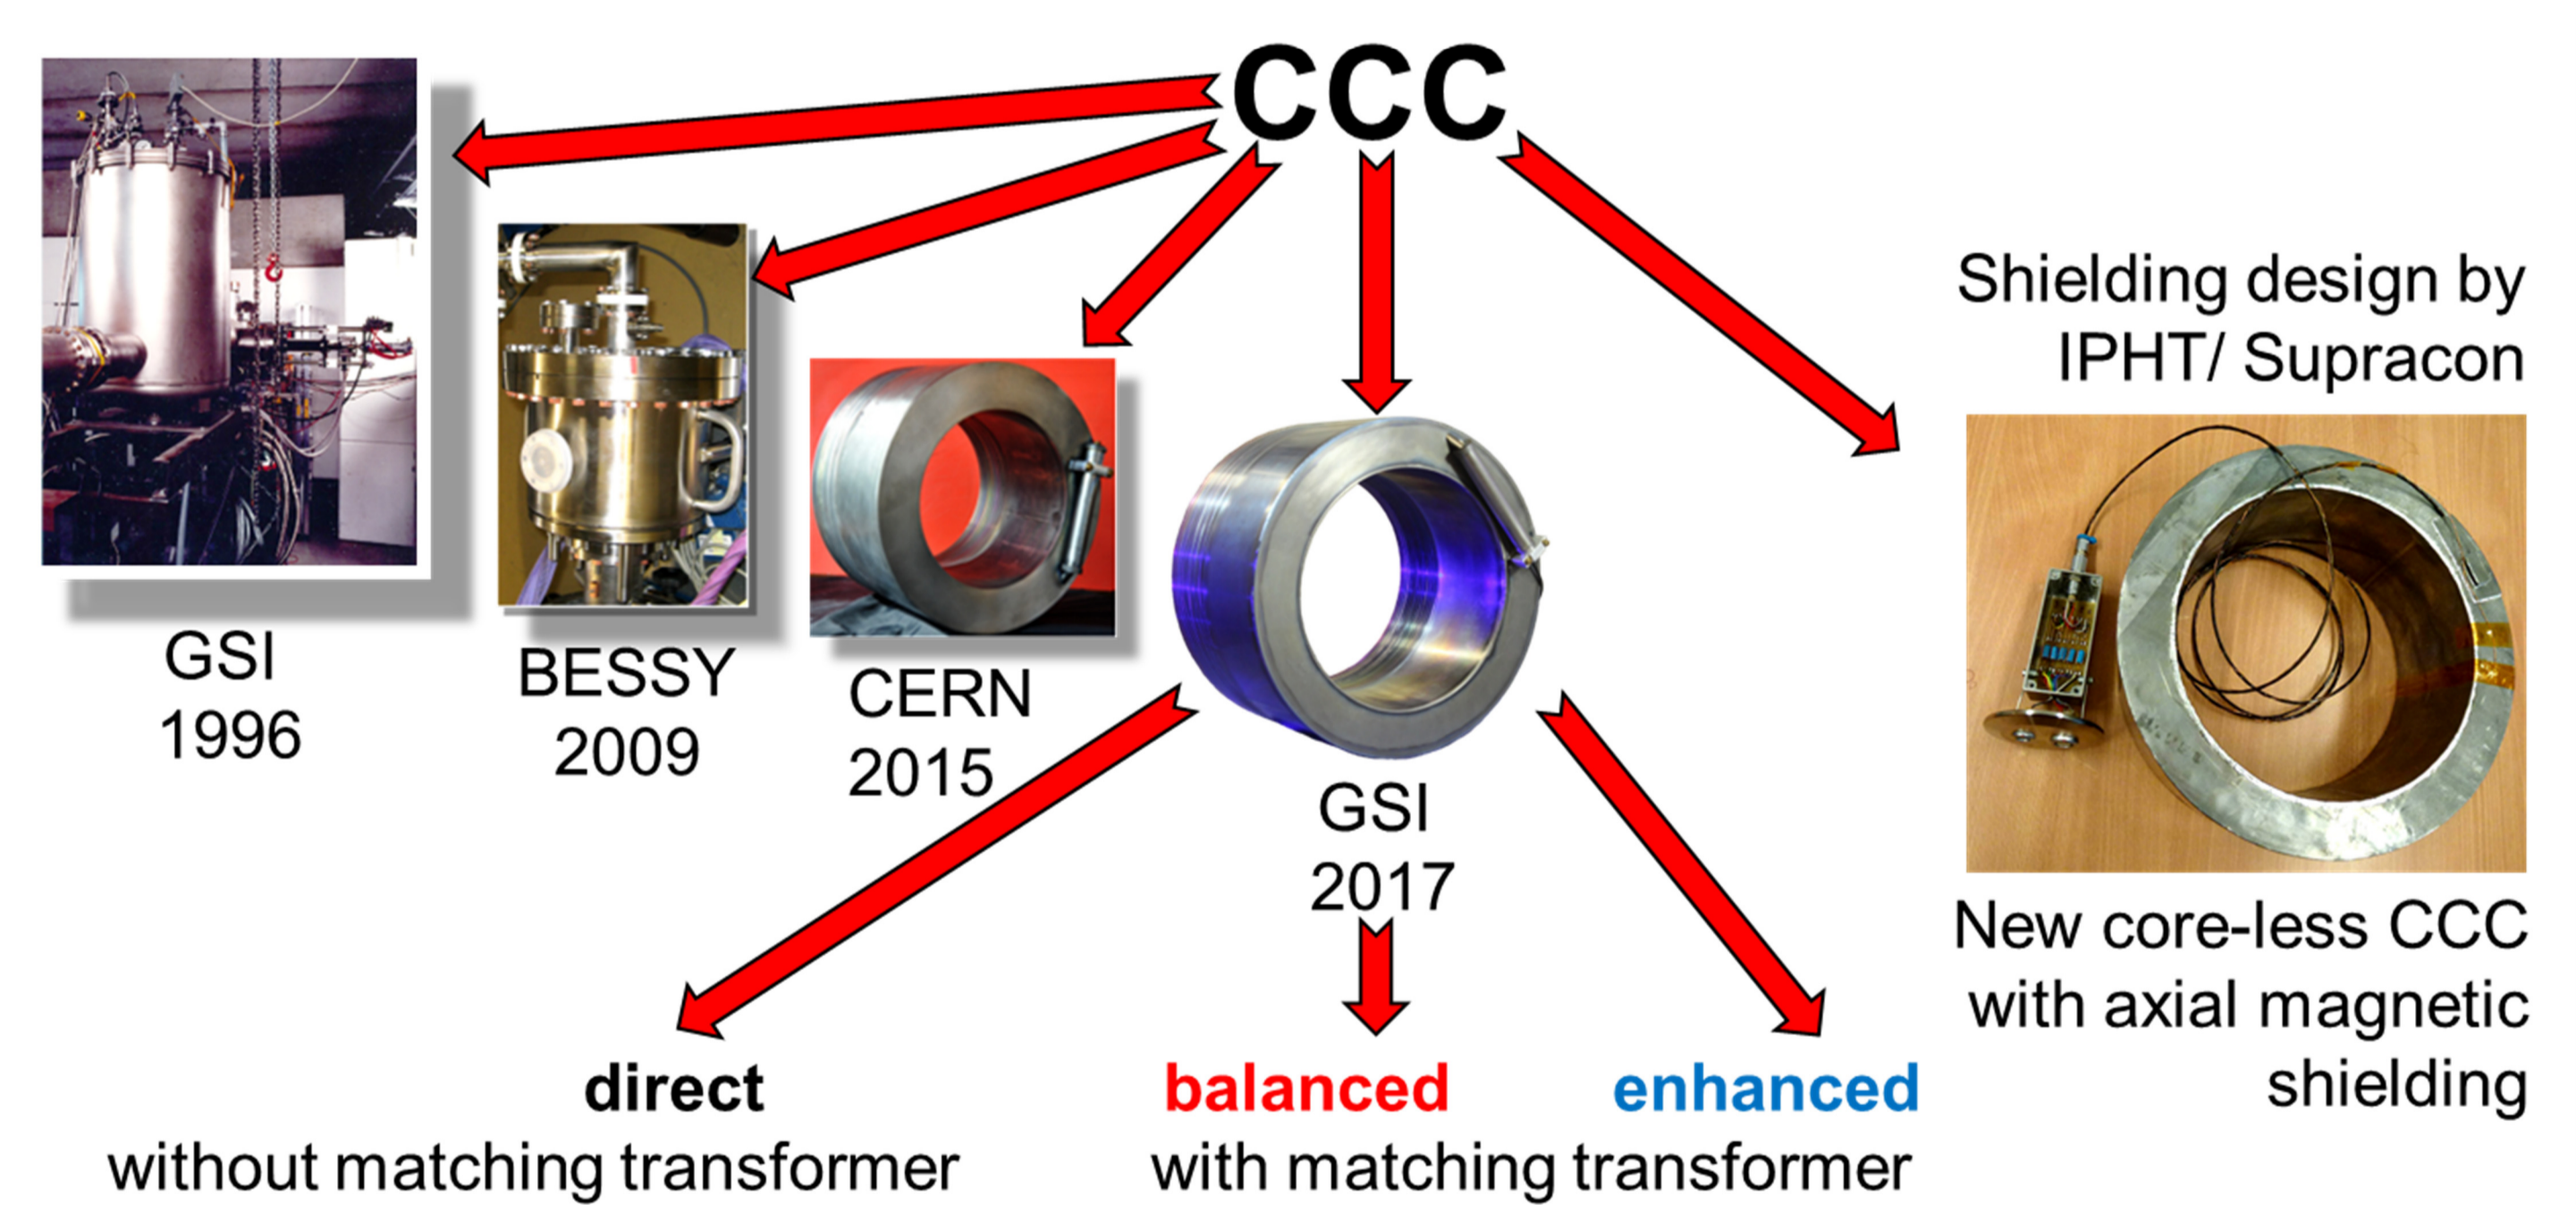 CCC
GSI
1996
BESSY
2009
CERN
2015
GSI
2017
Shielding design by
IPHT/ Supracon
New core-less CCC
with axial magnetic
shielding
direct
without matching transformer
balanced
enhanced
with matching transformer